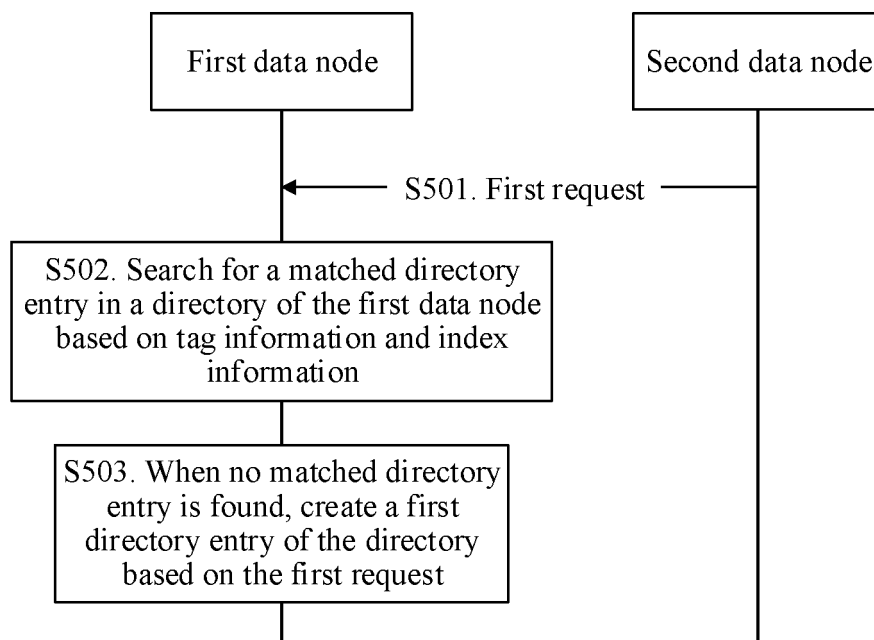 First data node
Second data node
S501. First request
S502. Search for a matched directory
entry in a directory of the first data node
based on tag information and index
information
S503. When no matched directory
entry is found, create a first
directory entry of the directory
based on the first request